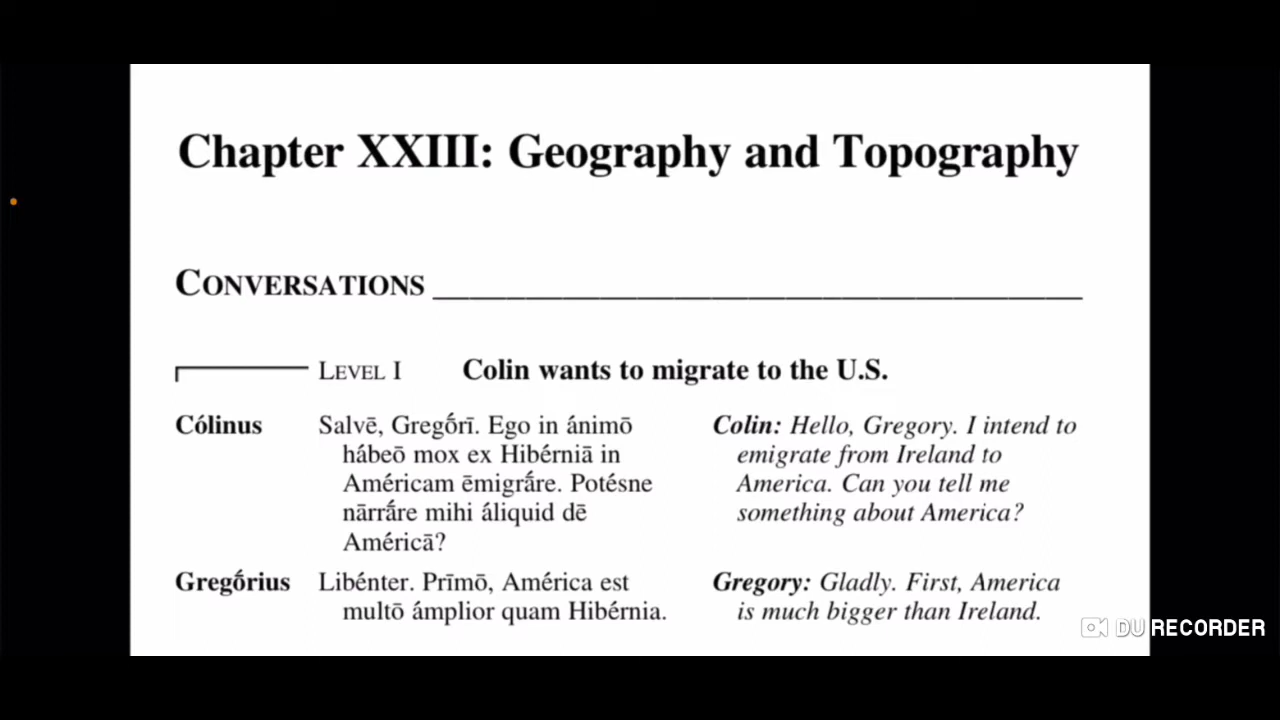 Chapter XXIII: Geography and Topography
CONVERSATIONS
LEVEL I Colin wants to migrate to the U.S.
Cólinus Salvē, Gregṓrī. Ego in ánimō
hábeō mox ex Hibérniā in
Américam ēmigrā́re. Potésne
nārrā́re mihi áliquid dē
Américā?
Colin: Hello, Gregory. I intend to
emigrate from Ireland to
America. Can you tell me
something about America?
Gregṓrius Libénter. Prīmō, América est
multō ámplior quam Hibérnia.
Gregory: Gladly. First, America
is much bigger than Ireland.
DU RECORDER